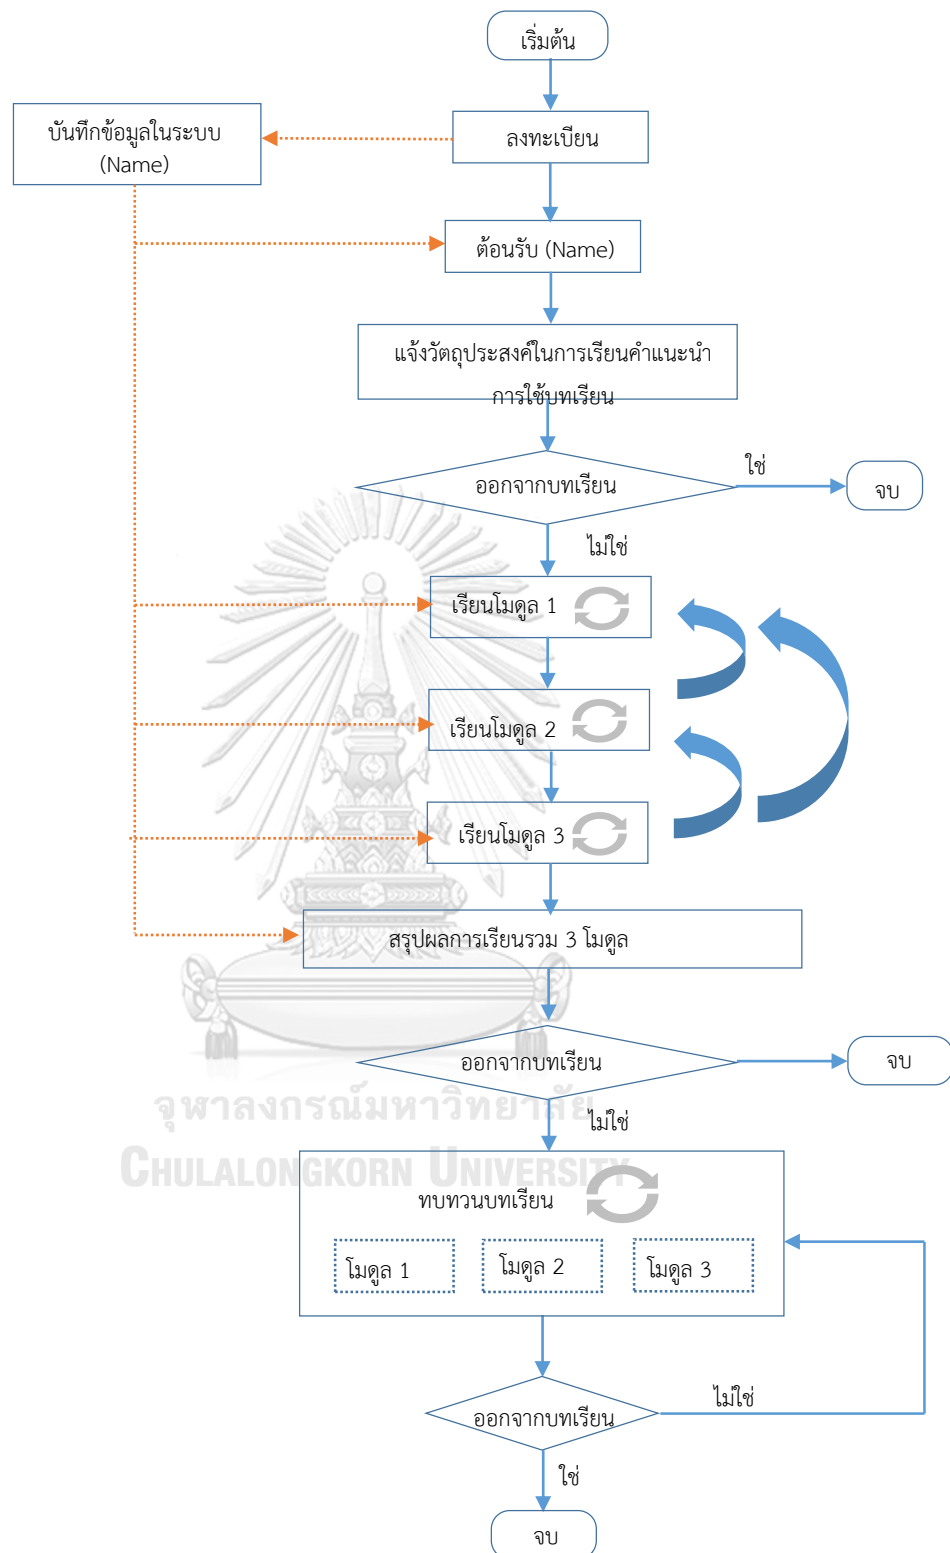 เริ่มต้น
บันทึกข้อมูลในระบบ
(Name)
ลงทะเบียน
ต้อนรับ (Name)
แจ้งวัตถุประสงค์ในการเรียนคำแนะนำ
การใช้บทเรียน
ออกจากบทเรียน
ใช่
จบ
ไม่ใช่
เรียนโมดูล 1
เรียนโมดูล 2
เรียนโมดูล 3
สรุปผลการเรียนรวม 3 โมดูล
ออกจากบทเรียน
จบ
จุฬาลงกรณ์มหาวิทยาลัย
ไม่ใช่
CHULALONGKORN UNIVERSITY
ทบทวนบทเรียน
โมดูล 1
โมดูล 2
โมดูล 3
ไม่ใช่
ออกจากบทเรียน
ใช่
จบ